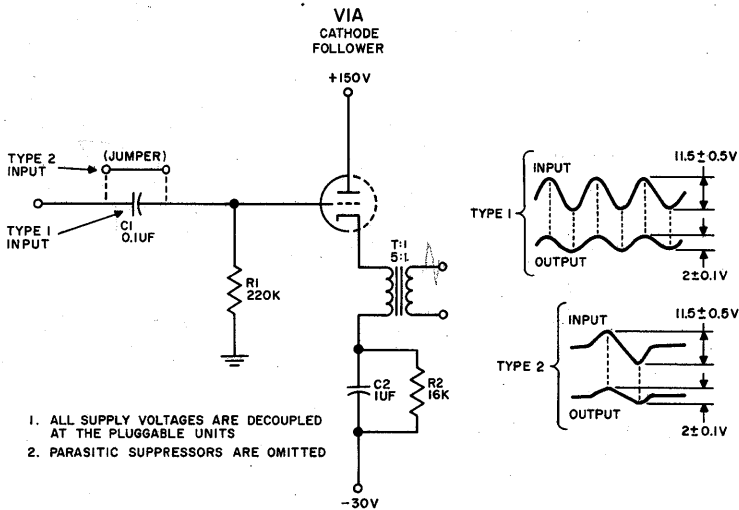 VIA
CATHODE
FOLLOWER
+150V
TYPE 2
INPUT
(JUMPER)
TYPE 1
INPUT
C1
0.1UF
R1
220K
T:1
5:1
C2
1UF
R2
16K
-30V
1. ALL SUPPLY VOLTAGES ARE DECOUPLED
AT THE PLUGGABLE UNITS
2. PARASITIC SUPPRESSORS ARE OMITTED
TYPE 1
INPUT
OUTPUT
11.5±0.5V
2±0.1V
TYPE 2
INPUT
OUTPUT
11.5±0.5V
2±0.1V